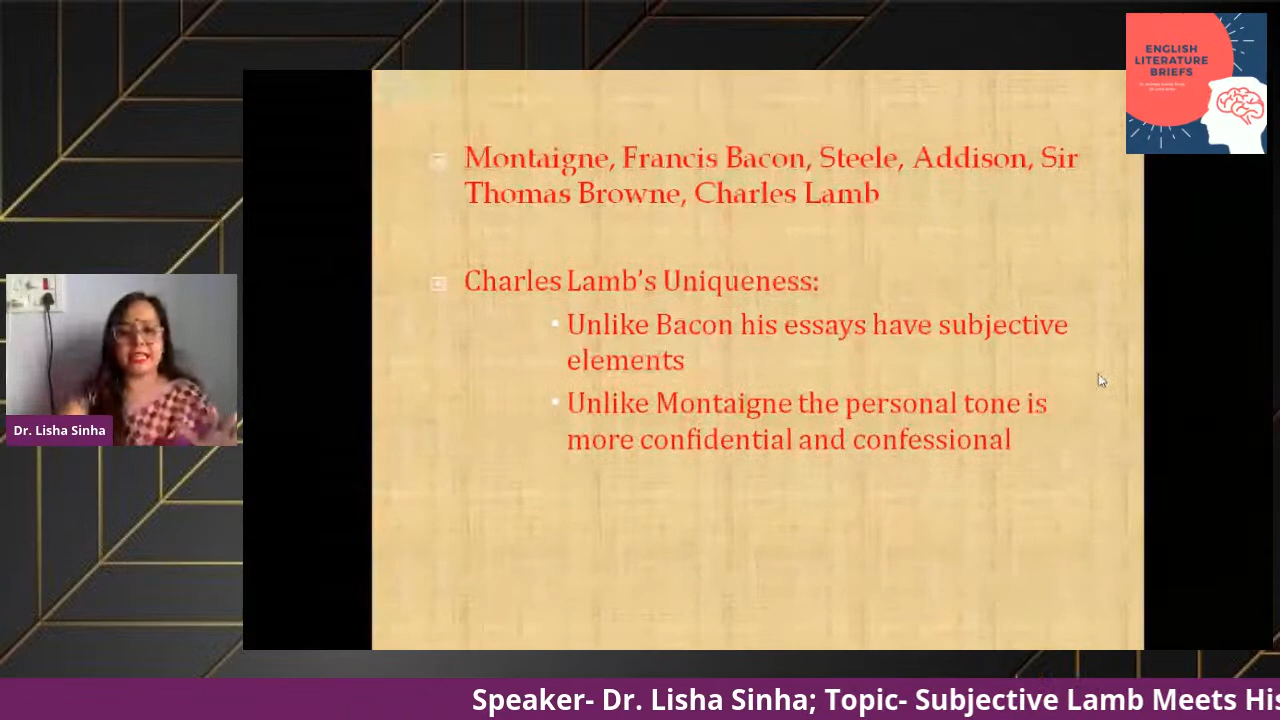 ENGLISH
LITERATURE
BRIEFS
Montaigne, Francis Bacon, Steele, Addison, Sir
Thomas Browne, Charles Lamb
Charles Lamb’s Uniqueness:
Unlike Bacon his essays have subjective
elements
Unlike Montaigne the personal tone is
more confidential and confessional
Dr. Lisha Sinha
Speaker- Dr. Lisha Sinha; Topic- Subjective Lamb Meets His